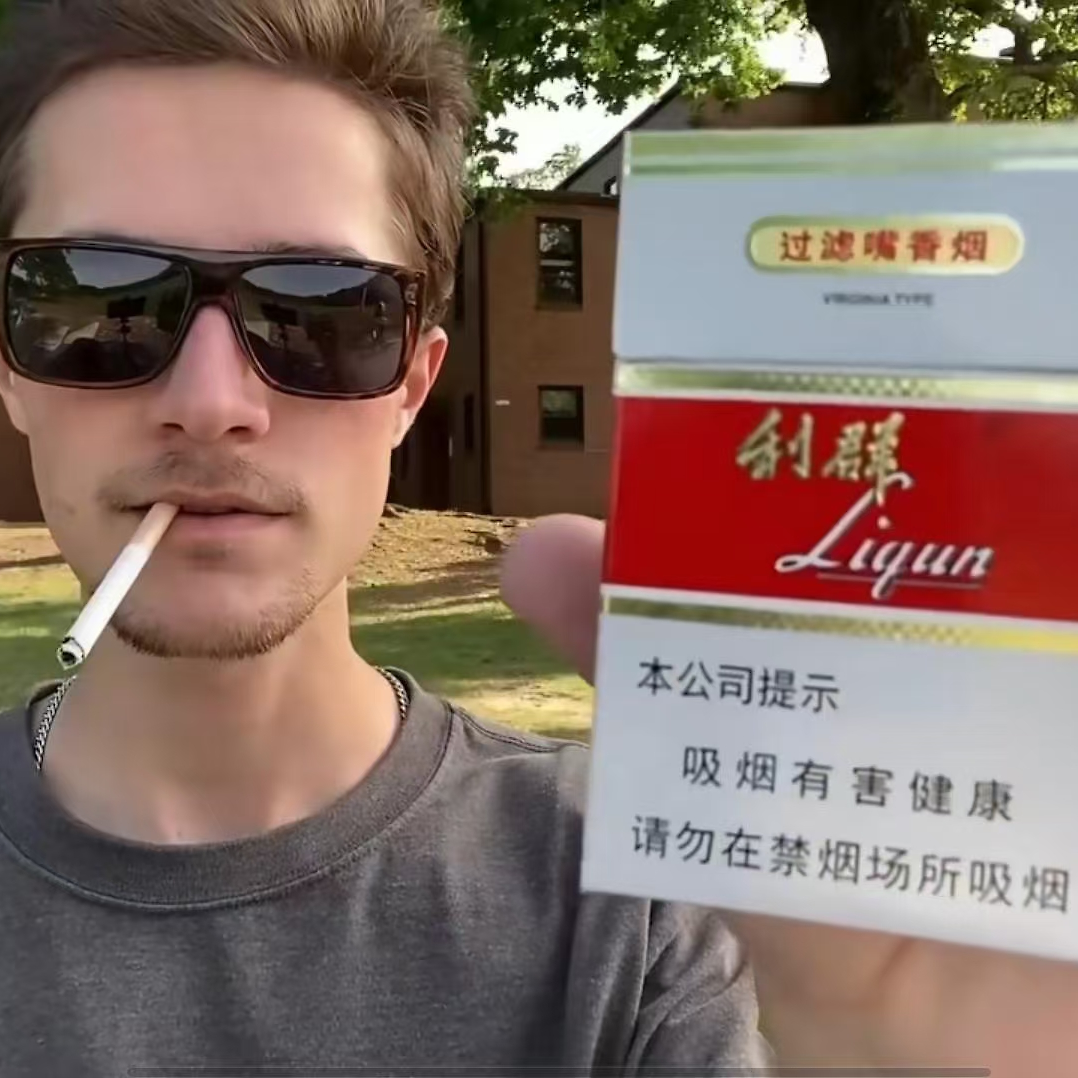 过滤嘴香烟
VIRGINIA TYPE
利群
Liqun
本公司提示
吸烟有害健康
请勿在禁烟场所吸烟